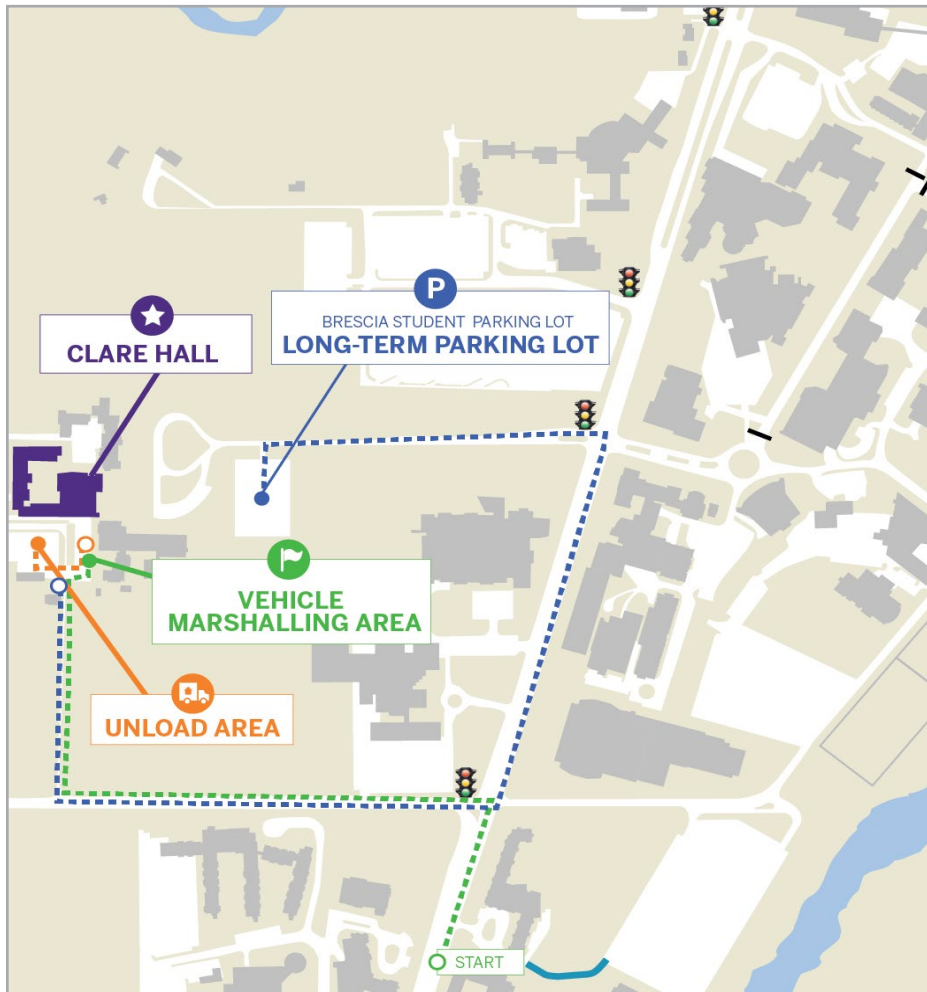 P
BRESCIA STUDENT PARKING LOT
LONG-TERM PARKING LOT
CLARE HALL
VEHICLE
MARSHALLING AREA
UNLOAD AREA
START